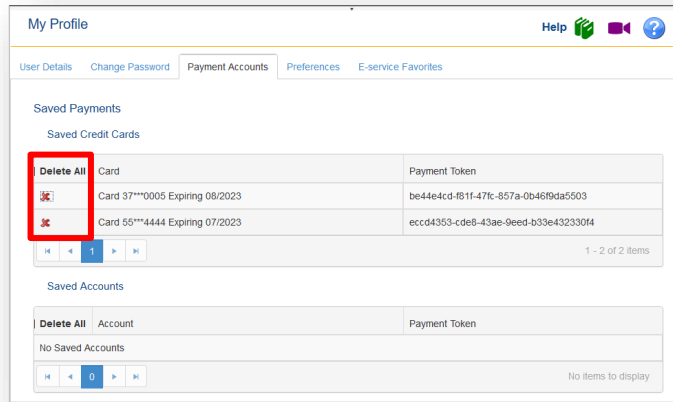 My Profile
Help
User Details Change Password Payment Accounts Preferences E-service Favorites
Saved Payments
Saved Credit Cards
Delete All Card Payment Token
Card 37***0005 Expiring 08/2023 be44e4cd-f81f-47fc-857a-0b46f9da5503
Card 55***4444 Expiring 07/2023 eccd4353-cde8-43ae-9eed-b33e432330f4
1 1 - 2 of 2 items
Saved Accounts
Delete All Account Payment Token
No Saved Accounts
0 No items to display